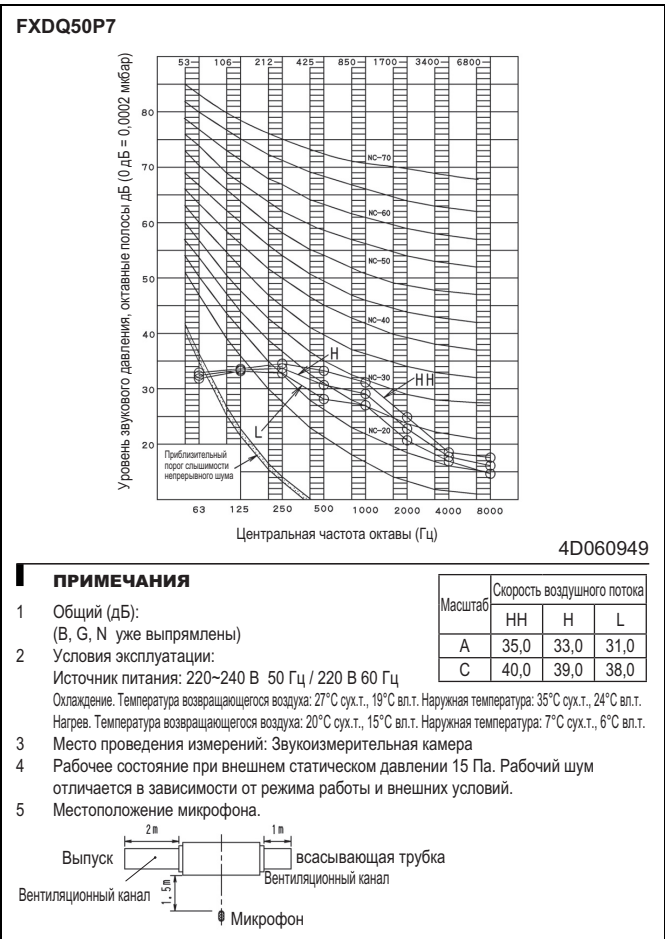 FXDQ50P7
Уровень звукового давления, октавные полосы дБ (0 дБ = 0,0002 мкбар)
53 106 212 425 850 1700 3400 6800
80
70
60
50
40
30
20
NC-70
NC-60
NC-50
NC-40
NC-30
NC-20
H
HH
L
Приблизительный
порог слышимости
непрерывного шума
63 125 250 500 1000 2000 4000 8000
Центральная частота октавы (Гц)
4D060949
ПРИМЕЧАНИЯ
1 Общий (дБ):
(B, G, N уже выпрямлены)
Масштаб Скорость воздушного потока
HH H L
A 35,0 33,0 31,0
C 40,0 39,0 38,0
2 Условия эксплуатации:
Источник питания: 220~240 В 50 Гц / 220 В 60 Гц
Охлаждение. Температура возвращающегося воздуха: 27°C сух.т., 19°C вл.т. Наружная температура: 35°C сух.т., 24°C вл.т.
Нагрев. Температура возвращающегося воздуха: 20°C сух.т., 15°C вл.т. Наружная температура: 7°C сух.т., 6°C вл.т.
3 Место проведения измерений: Звукоизмерительная камера
4 Рабочее состояние при внешнем статическом давлении 15 Па. Рабочий шум
отличается в зависимости от режима работы и внешних условий.
5 Местоположение микрофона.
2m 1m
Выпуск всасывающая трубка
Вентиляционный канал
Вентиляционный канал
1.5m
Микрофон